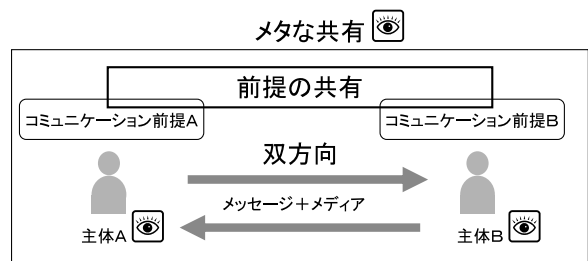 メタな共有
前提の共有
コミュニケーション前提A
コミュニケーション前提B
双方向
メッセージ＋メディア
主体A
主体B